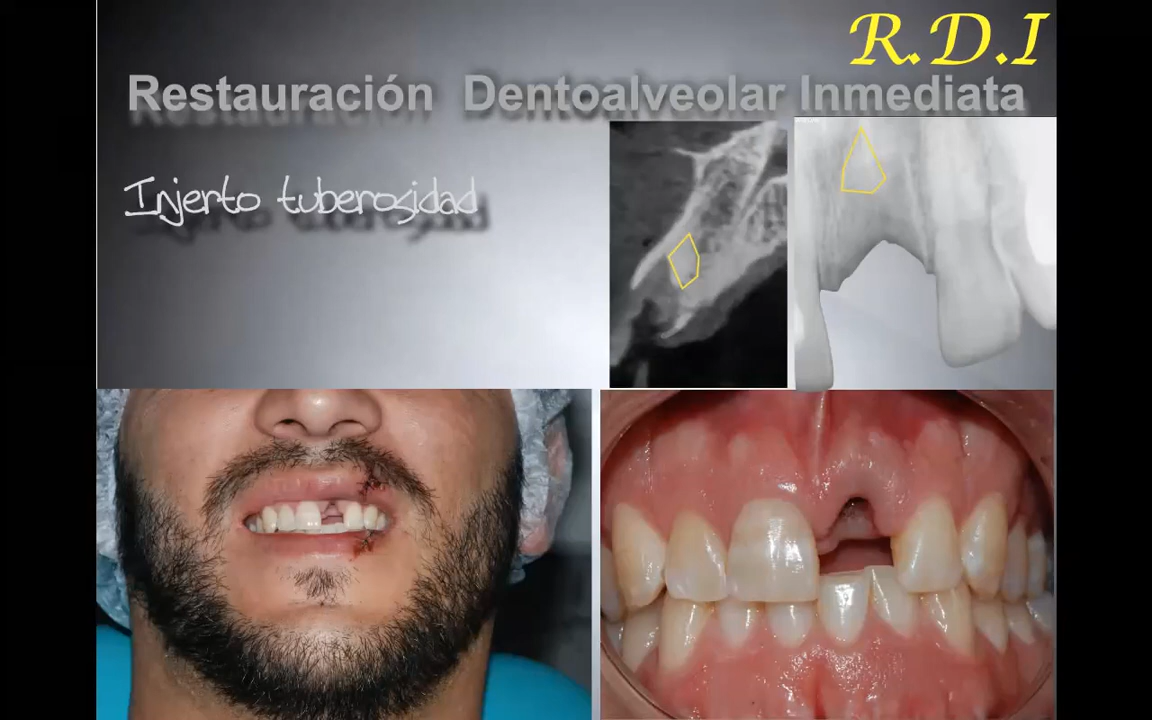 R.D.I
Restauración Dentoalveolar Inmediata
Injerto tuberosidad